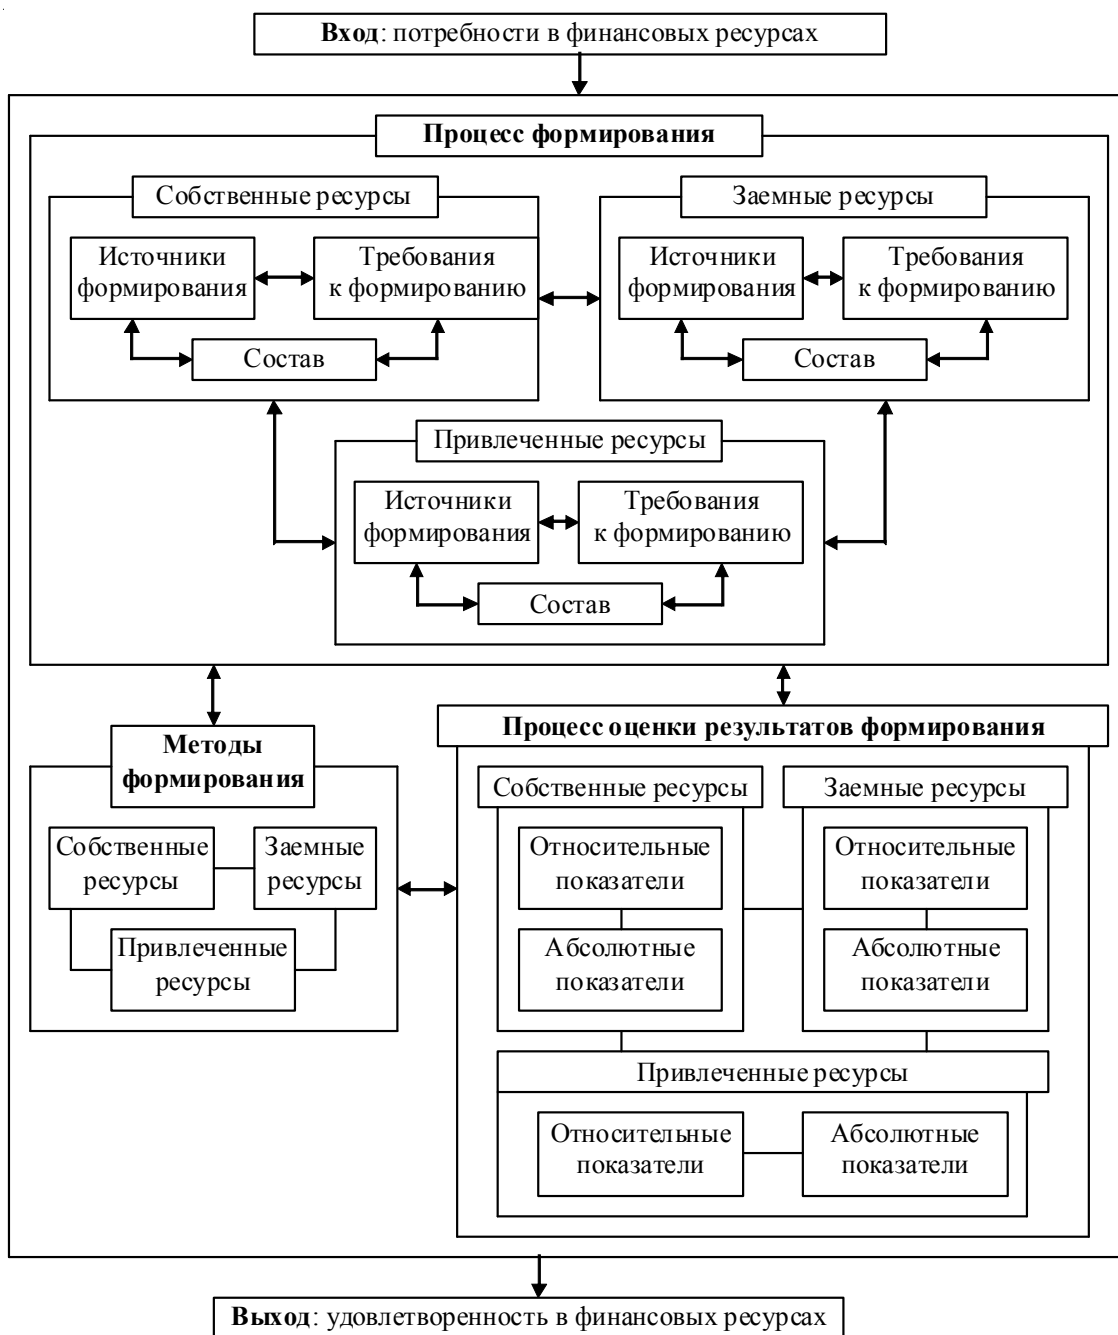 Вход: потребности в финансовых ресурсах
Процесс формирования
Собственные ресурсы
Заемные ресурсы
Источники
формирования
Требования
к формированию
Состав
Источники
формирования
Требования
к формированию
Состав
Привлеченные ресурсы
Источники
формирования
Требования
к формированию
Состав
Методы
формирования
Собственные
ресурсы
Заемные
ресурсы
Привлеченные
ресурсы
Процесс оценки результатов формирования
Собственные ресурсы
Заемные ресурсы
Относительные
показатели
Абсолютные
показатели
Относительные
показатели
Абсолютные
показатели
Привлеченные ресурсы
Относительные
показатели
Абсолютные
показатели
Выход: удовлетворенность в финансовых ресурсах